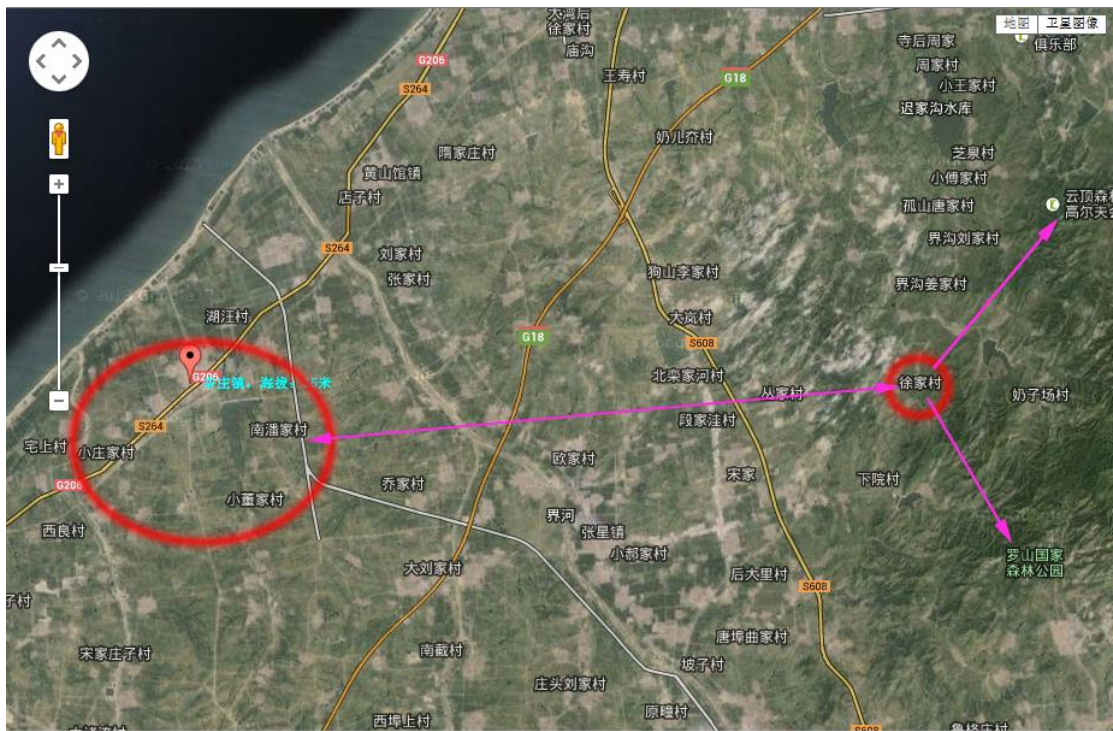 大湾后
徐家村
庙沟
地图
卫星图像
俱乐部
寺后周家
周家村
小王家村
迟家沟水库
G206
S264
王寿村
G18
奶儿夼村
隋家庄村
黄山馆镇
店子村
芝泉村
小傅家村
孤山唐家村
云顶森林
高尔夫会
界沟刘家村
S264
刘家村
张家村
狗山李家村
界沟姜家村
湖汪村
大岚村
G18
S608
G206
北栾家河村
丛家村
徐家村
奶子场村
S264
南潘家村
段家洼村
宅上村
小庄家村
欧家村
宋家
下院村
G206
乔家村
小董家村
界河
西良村
张星镇
小郝家村
罗山国家
森林公园
大刘家村
后大里村
S608
子村
宋家庄子村
南截村
唐埠曲家村
坡子村
庄头刘家村
原疃村
西埠上村
S608